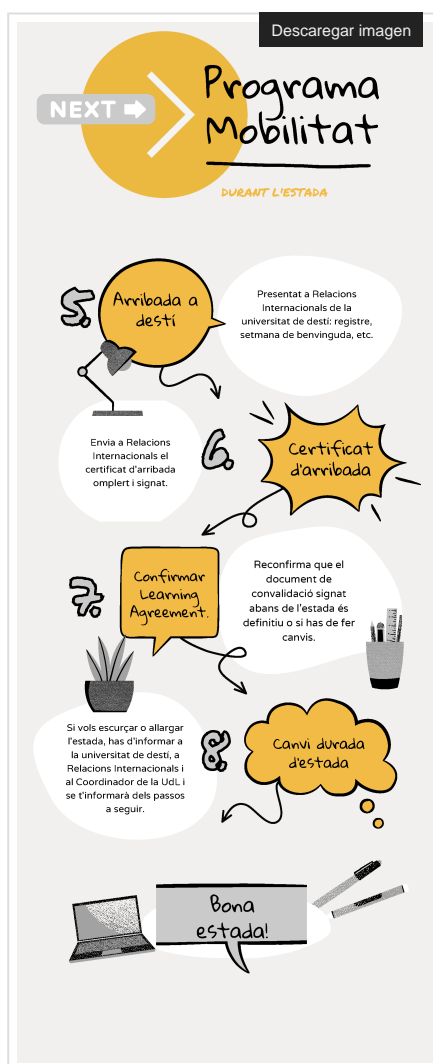 Descaregar imagen
NEXT
Programa
Mobilitat
DURANT L'ESTADA
5.
Arribada a
destí
Presentat a Relacions
Internacionals de la
universitat de destí: registre,
setmana de benvinguda, etc.
Envia a Relacions
Internacionals el
certificat d'arribada
omplert i signat.
6.
Certificat
d'arribada
7.
Confirmar
Learning
Agreement.
Reconfirma que el
document de
convalidació signat
abans de l'estada és
definitiu o si has de fer
canvis.
Si vols escurçar o allargar
l'estada, has d'informar a
la universitat de destí, a
Relacions Internacionals i
al Coordinador de la UdL i
se t'informarà dels passos
a seguir.
8.
Canvi durada
d'estada
Bona
estada!